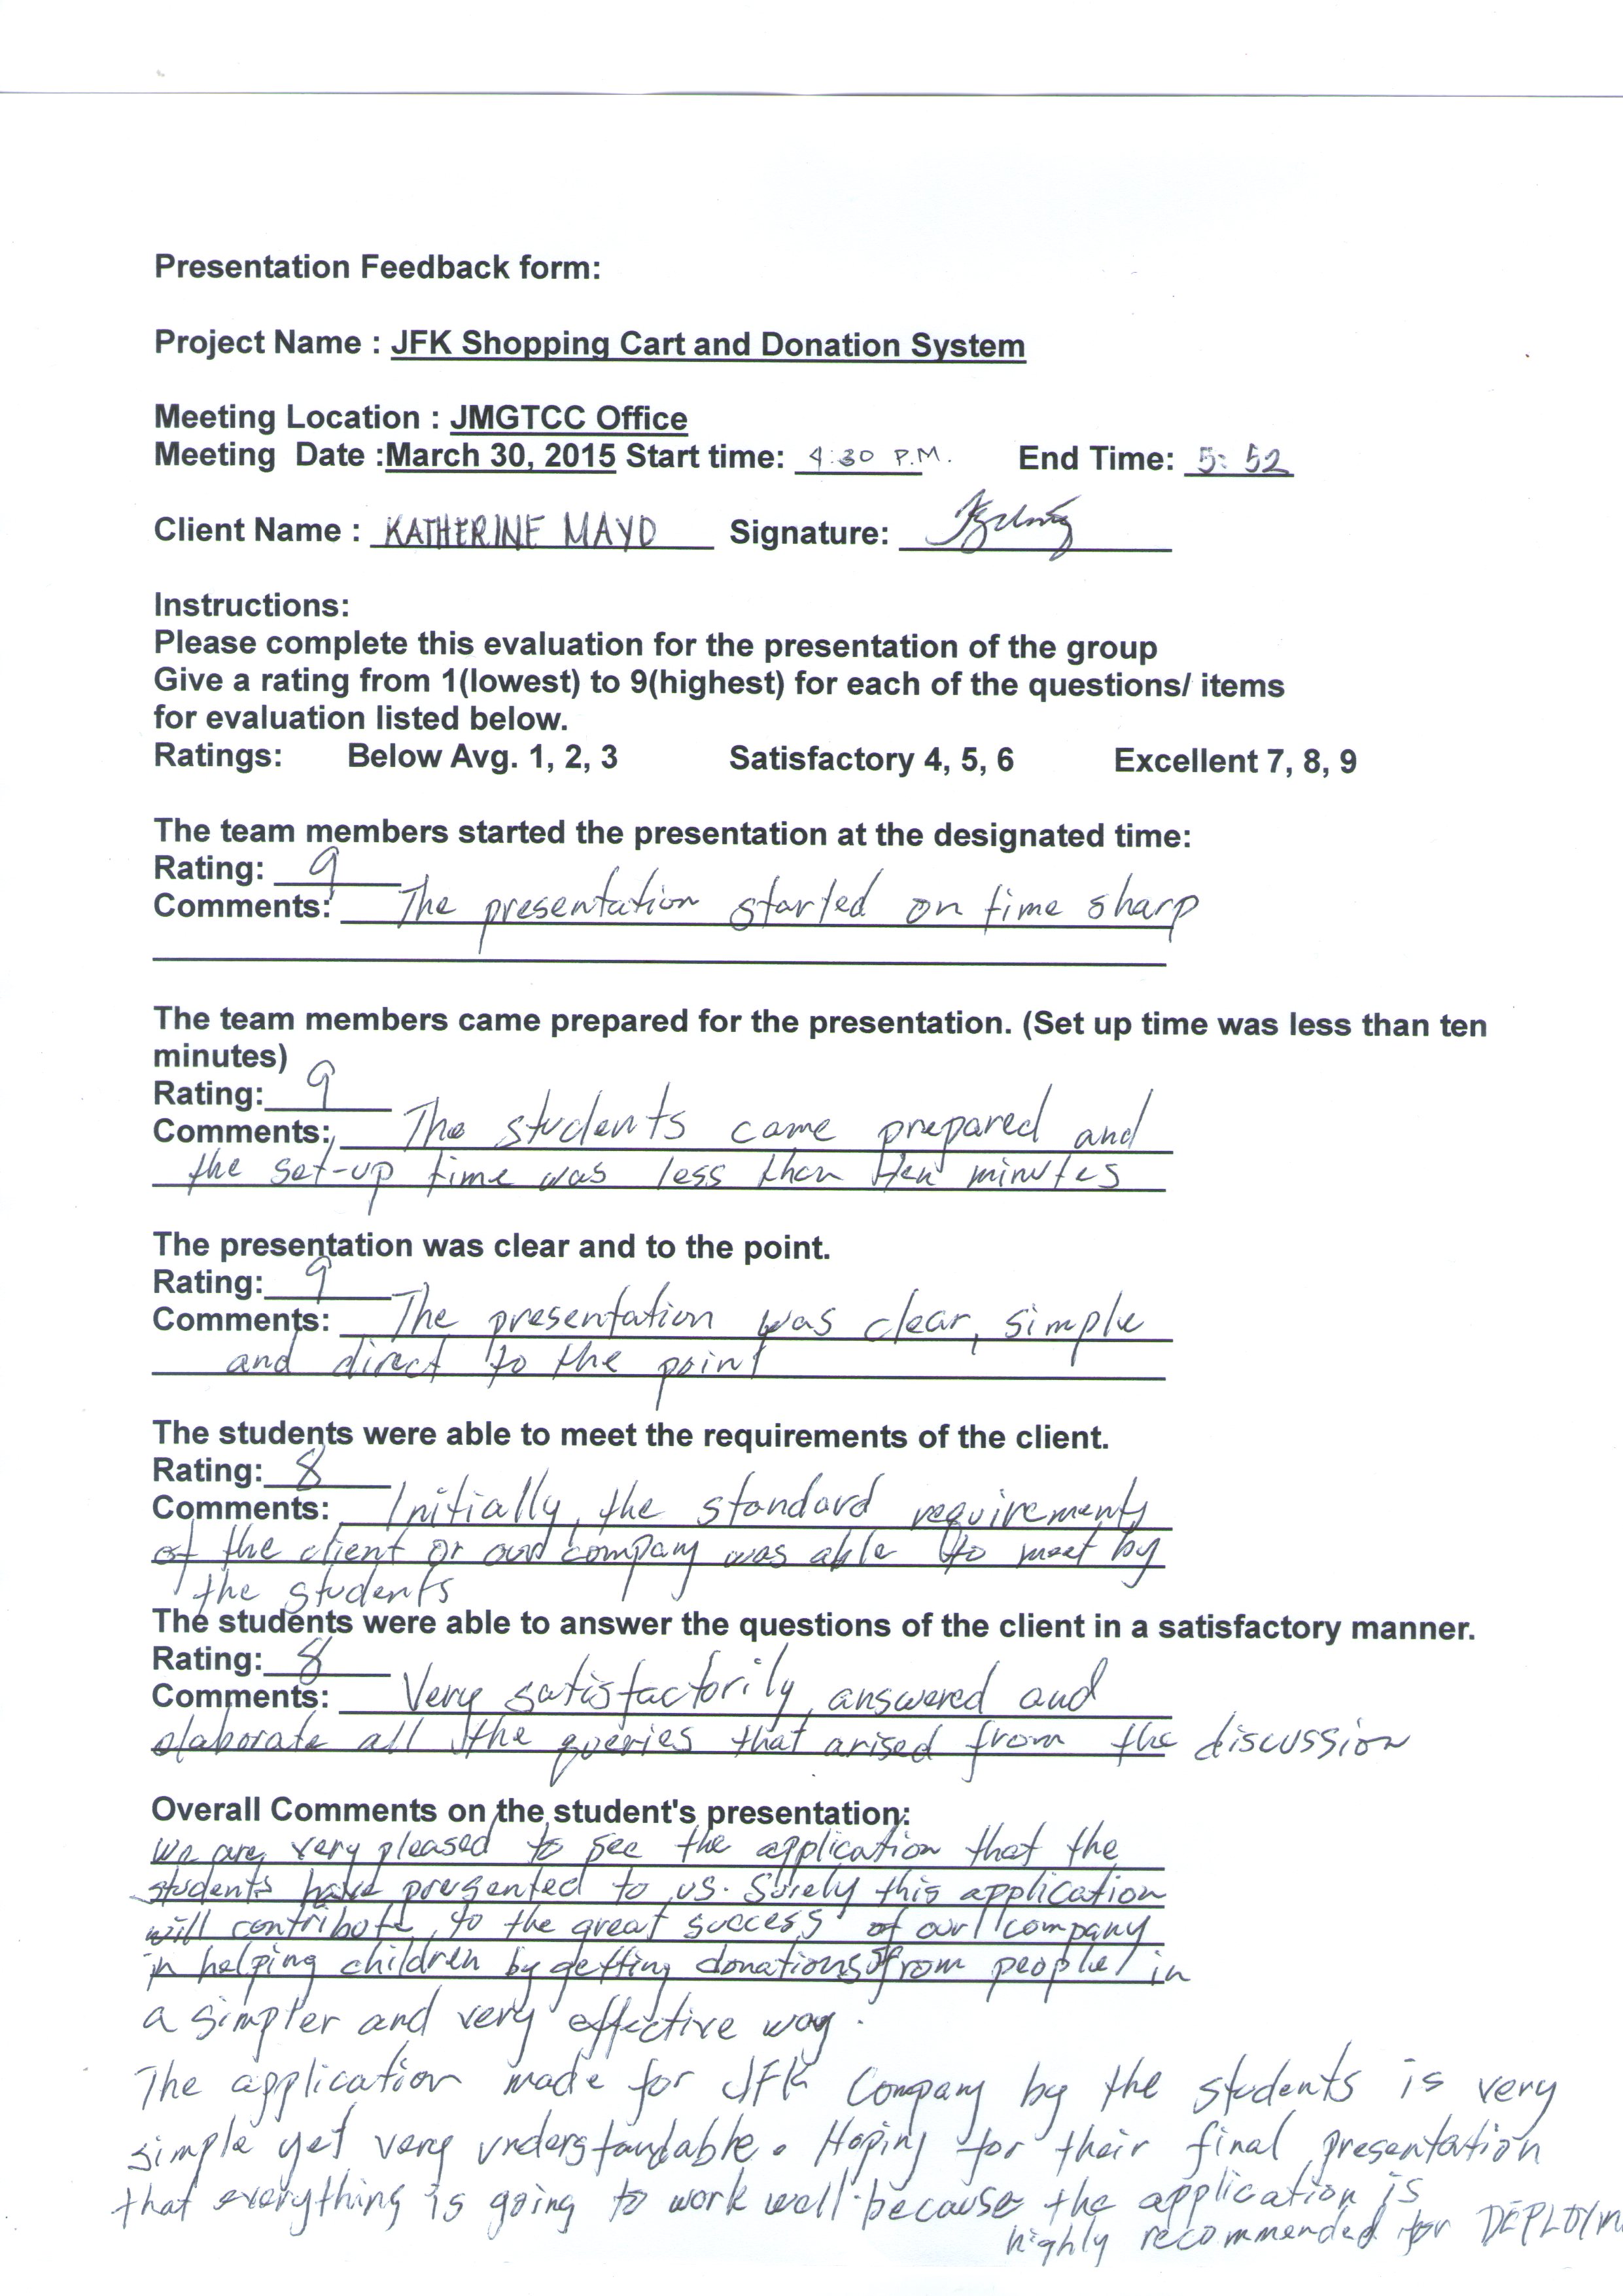 Presentation Feedback form:
Project Name : JFK Shopping Cart and Donation System
Meeting Location : JMGTCC Office
Meeting Date :March 30, 2015 Start time: 4:30 P.M. End Time: 5:52
Client Name : KATHERINE MAYO Signature:
Instructions:
Please complete this evaluation for the presentation of the group
Give a rating from 1(lowest) to 9(highest) for each of the questions/ items
for evaluation listed below.
Ratings: Below Avg. 1, 2, 3 Satisfactory 4, 5, 6 Excellent 7, 8, 9
The team members started the presentation at the designated time:
Rating: 9
Comments: The presentation started on time sharp
The team members came prepared for the presentation. (Set up time was less than ten
minutes)
Rating: 9
Comments: The students came prepared and
the set-up time was less than ten minutes
The presentation was clear and to the point.
Rating: 9
Comments: The presentation was clear, simple
and direct to the point
The students were able to meet the requirements of the client.
Rating: 8
Comments: Initially, the standard requirements
of the client or our company was able to meet by
the students
The students were able to answer the questions of the client in a satisfactory manner.
Rating: 8
Comments: Very satisfactorily answered and
elaborate all the queries that arised from the discussion
Overall Comments on the student's presentation:
We are very pleased to see the application that the
students have presented to us. Surely this application
will contribute to the great success of our company
in helping children by getting donations from people in
a simpler and very effective way.
The application made for JFK Company by the students is very
simple yet very understandable. Hoping for their final presentation
that everything is going to work well because the application is
highly recommended for DEPLOYM